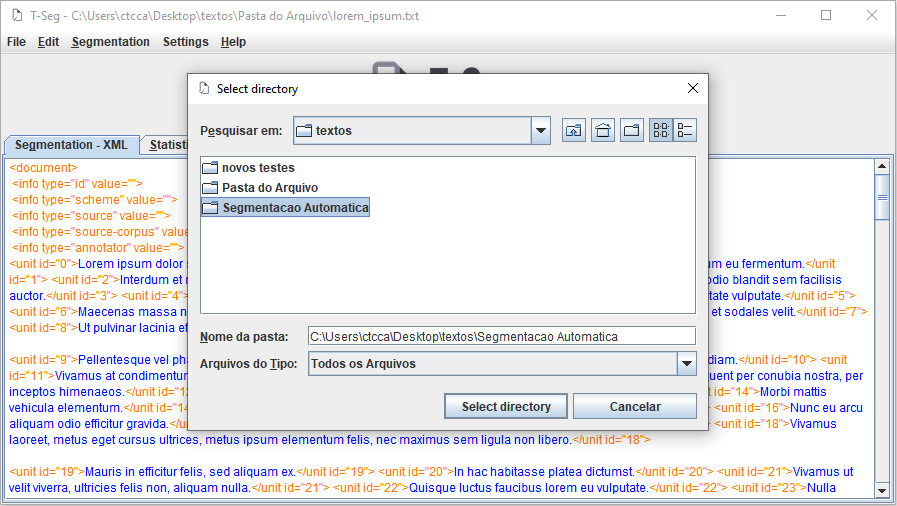 T-Seg - C:\Users\ctcca\Desktop\textos\Pasta do Arquivo\lorem_ipsum.txt
File Edit Segmentation Settings Help
Select directory
Pesquisar em: textos
novos testes
Pasta do Arquivo
Segmentacao Automatica
Nome da pasta: C:\Users\ctcca\Desktop\textos\Segmentacao Automatica
Arquivos do Tipo: Todos os Arquivos
Select directory Cancelar
Segmentation - XML Statisti
<document>
<info type="id" value="">
<info type="scheme" value="">
<info type="source" value="">
<info type="source-corpus" value="">
<info type="annotator" value="">
<unit id="0">Lorem ipsum dolor um eu fermentum.</unit
id="1"> <unit id="2">Interdum et odio blandit sem facilisis
auctor.</unit id="3"> <unit id="4"> tate vulputate.</unit id="5">
<unit id="6">Maecenas massa n et sodales velit.</unit id="7">
<unit id="8">Ut pulvinar lacinia ef
<unit id="9">Pellentesque vel pha diam.</unit id="10"> <unit
id="11">Vivamus at condimentum uent per conubia nostra, per
inceptos himenaeos.</unit id="12 id="14">Morbi mattis
vehicula elementum.</unit id="14 <unit id="16">Nunc eu arcu
aliquam odio efficitur gravida.</u <unit id="18">Vivamus
laoreet, metus eget cursus ultrices, metus ipsum elementum felis, nec maximus sem ligula non libero.</unit id="18">
<unit id="19">Mauris in efficitur felis, sed aliquam ex.</unit id="19"> <unit id="20">In hac habitasse platea dictumst.</unit id="20"> <unit id="21">Vivamus ut
velit viverra, ultricies felis non, aliquam nulla.</unit id="21"> <unit id="22">Quisque luctus faucibus lorem eu vulputate.</unit id="22"> <unit id="23">Nulla